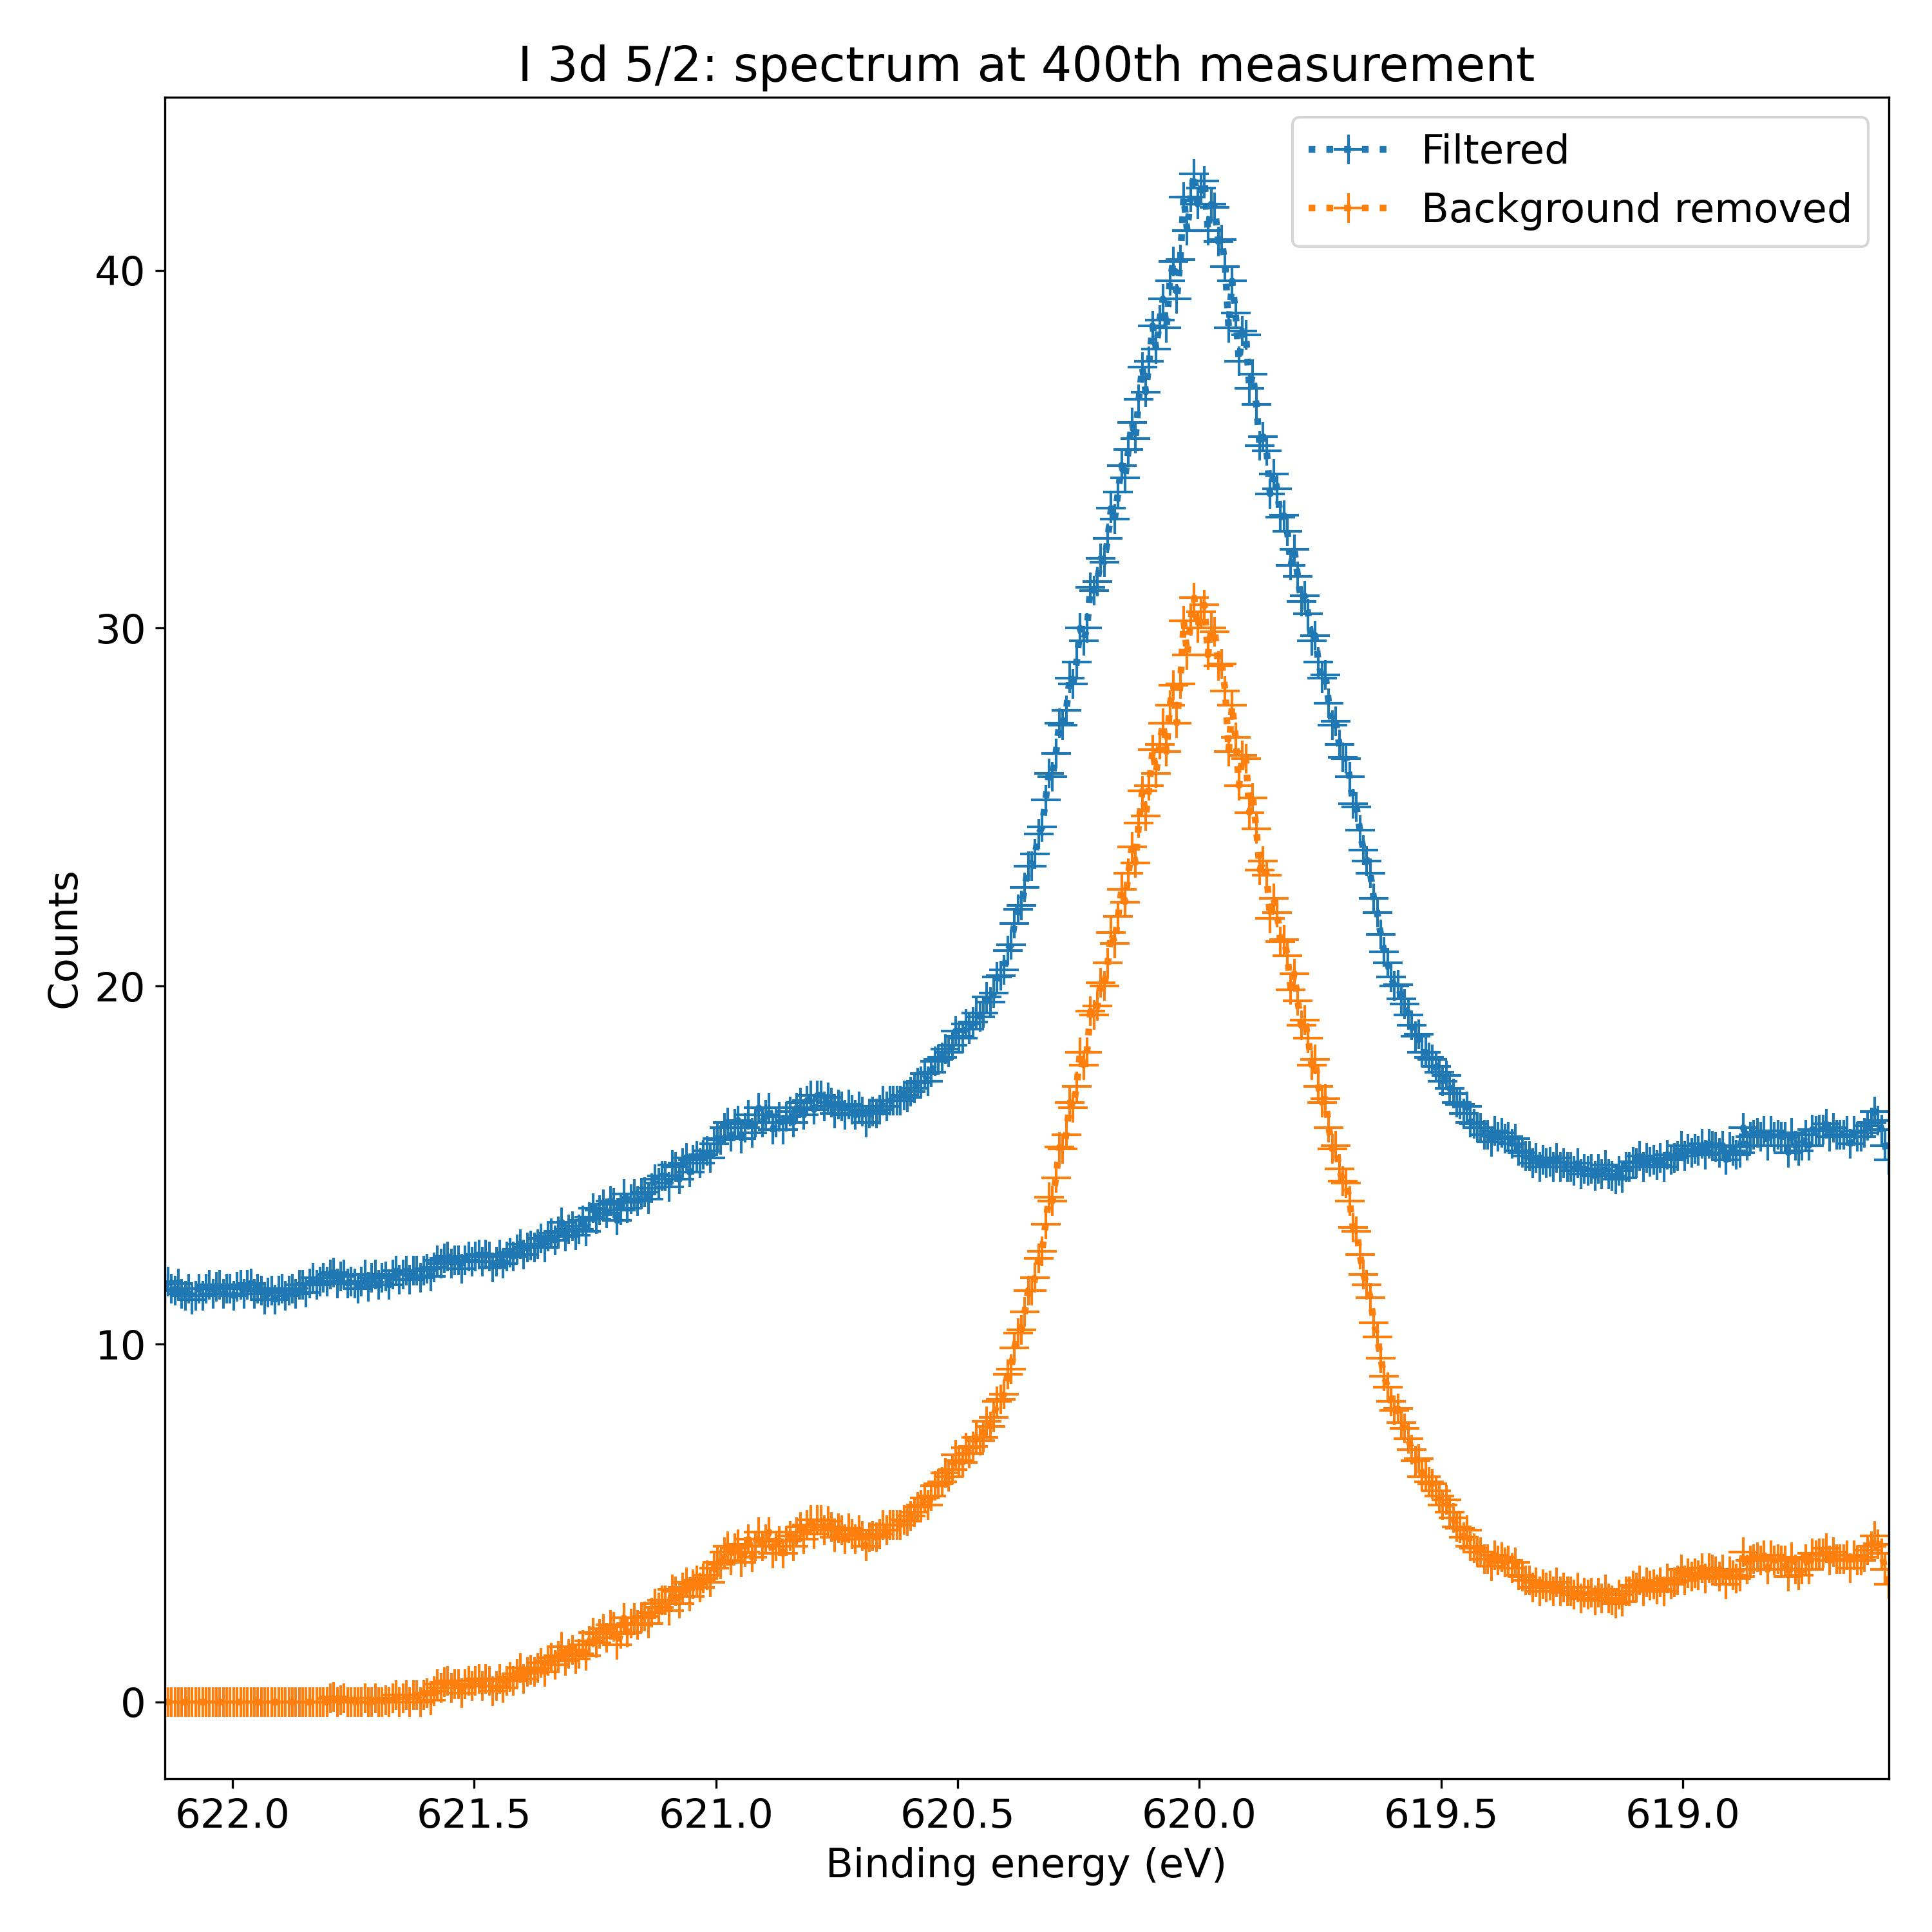 I 3d 5/2: spectrum at 400th measurement
Filtered
Background removed
Counts
40
30
20
10
0
622.0 621.5 621.0 620.5 620.0 619.5 619.0
Binding energy (eV)